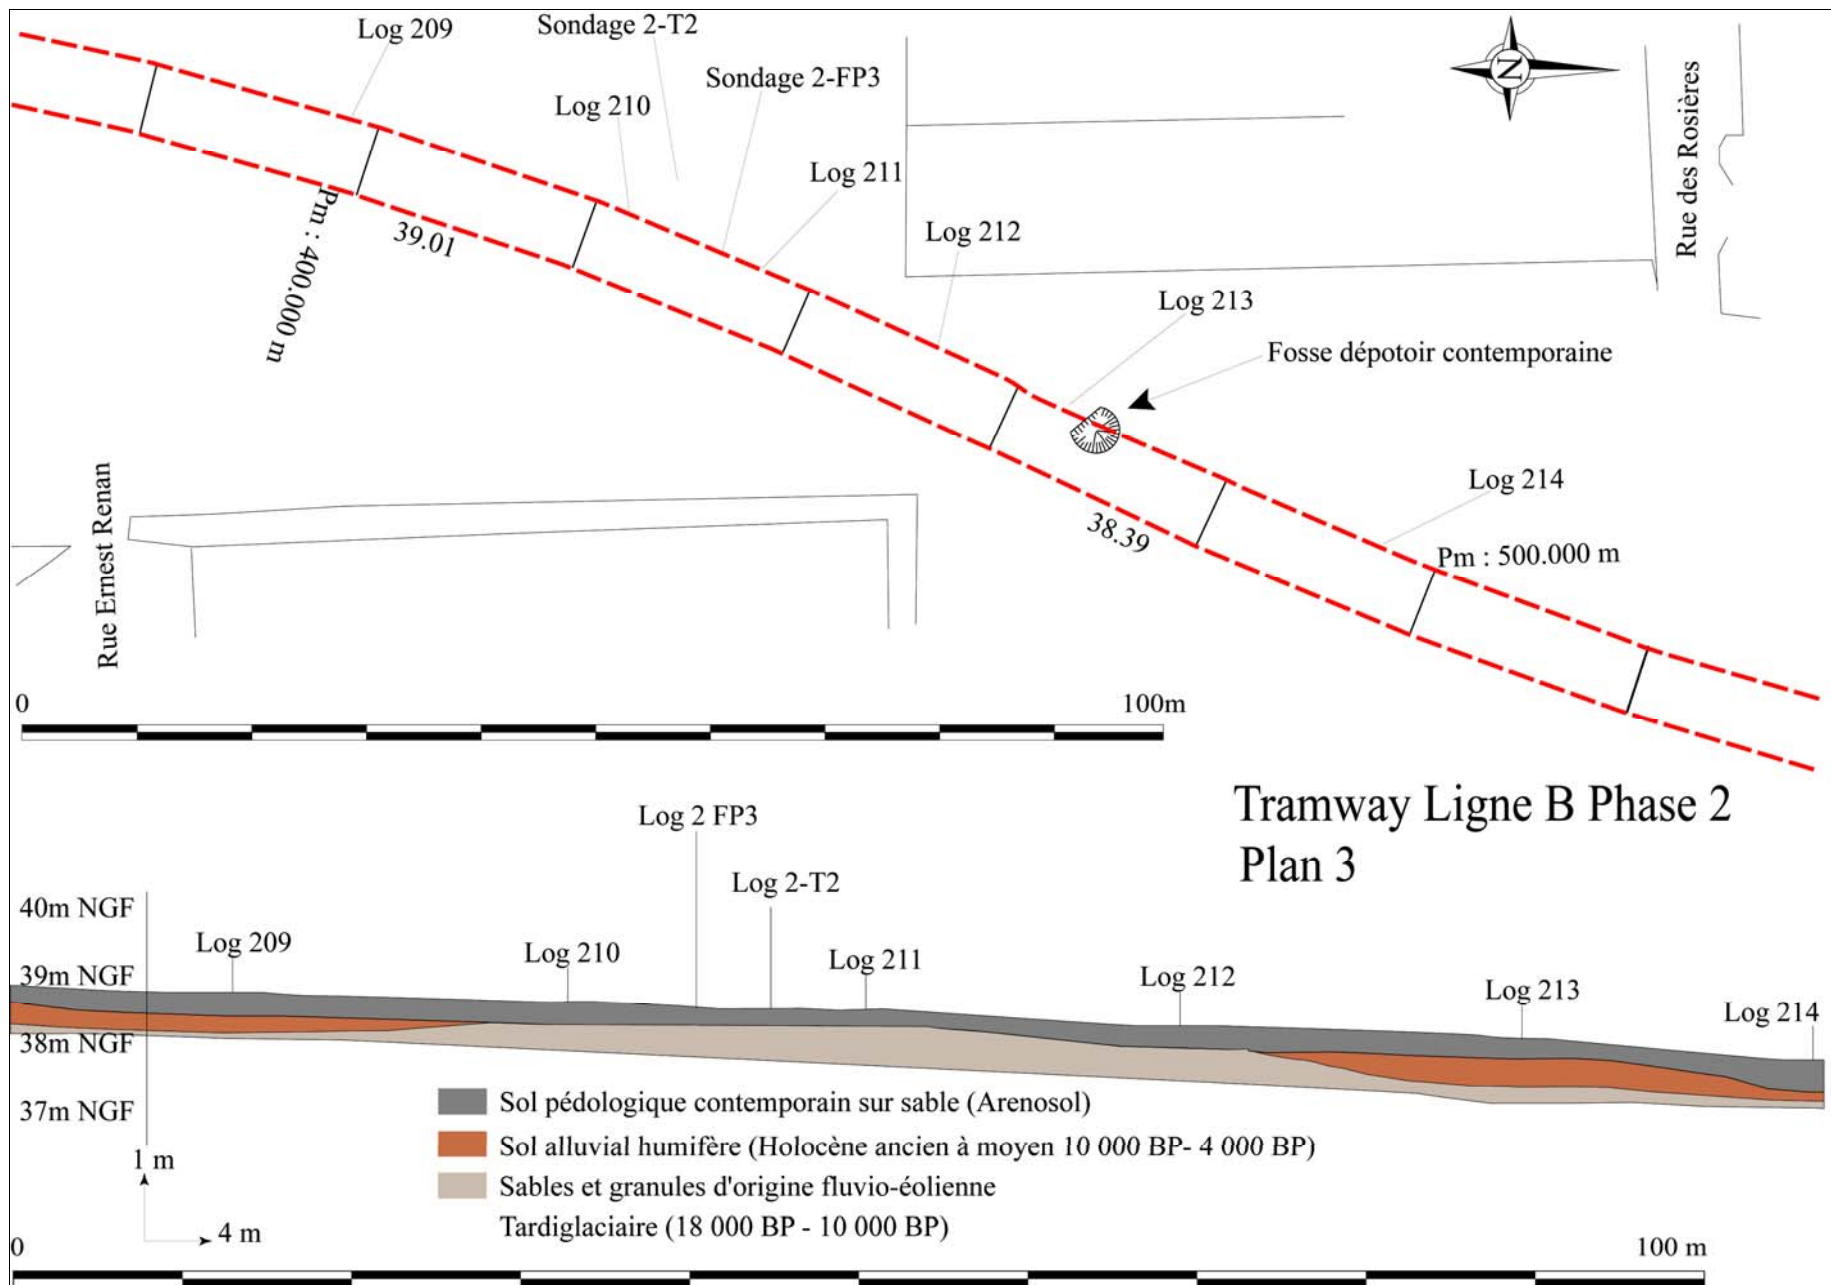 Log 209
Sondage 2-T2
Sondage 2-FP3
Log 210
Log 211
Log 212
Log 213
N
Rue des Rosières
Fosse dépotoir contemporaine
Pm : 400.000 m
39.01
Log 214
38.39
Pm : 500.000 m
Rue Ernest Renan
0
100m
Tramway Ligne B Phase 2
Plan 3
Log 2 FP3
Log 2-T2
40m NGF
Log 209
Log 210
Log 211
39m NGF
Log 212
Log 213
Log 214
38m NGF
37m NGF
Sol pédologique contemporain sur sable (Arenosol)
Sol alluvial humifère (Holocène ancien à moyen 10 000 BP- 4 000 BP)
Sables et granules d'origine fluvio-éolienne
Tardiglaciaire (18 000 BP - 10 000 BP)
1 m
4 m
0
100 m